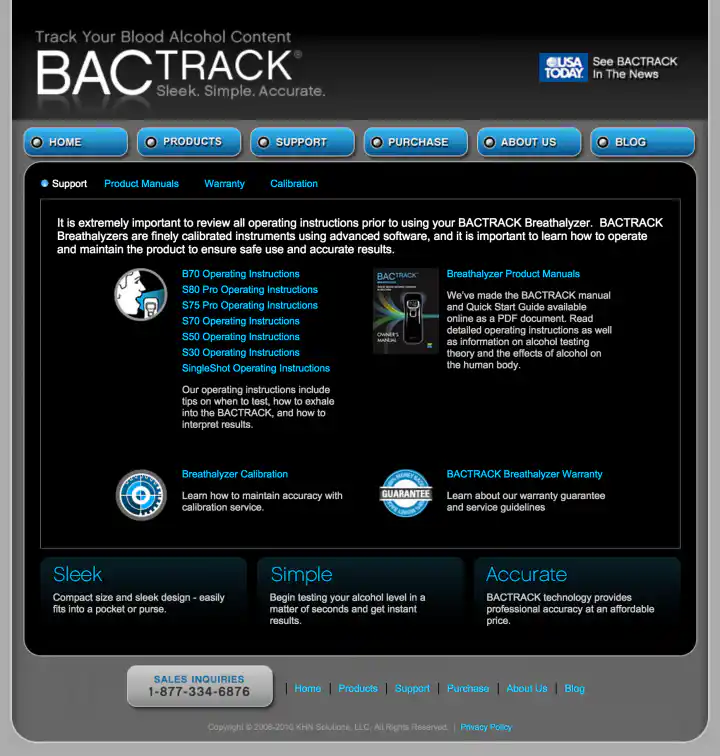 Track Your Blood Alcohol Content
BACTRACK®
Sleek. Simple. Accurate.
USA TODAY
See BACTRACK
In The News
HOME
PRODUCTS
SUPPORT
PURCHASE
ABOUT US
BLOG
Support
Product Manuals
Warranty
Calibration
It is extremely important to review all operating instructions prior to using your BACTRACK Breathalyzer. BACTRACK
Breathalyzers are finely calibrated instruments using advanced software, and it is important to learn how to operate
and maintain the product to ensure safe use and accurate results.
B70 Operating Instructions
S80 Pro Operating Instructions
S75 Pro Operating Instructions
S70 Operating Instructions
S50 Operating Instructions
S30 Operating Instructions
SingleShot Operating Instructions
Our operating instructions include
tips on when to test, how to exhale
into the BACTRACK, and how to
interpret results.
BACTRACK
OWNER'S
MANUAL
Breathalyzer Product Manuals
We've made the BACTRACK manual
and Quick Start Guide available
online as a PDF document. Read
detailed operating instructions as well
as information on alcohol testing
theory and the effects of alcohol on
the human body.
Breathalyzer Calibration
Learn how to maintain accuracy with
calibration service.
GUARANTEE
BACTRACK Breathalyzer Warranty
Learn about our warranty guarantee
and service guidelines
Sleek
Compact size and sleek design - easily
fits into a pocket or purse.
Simple
Begin testing your alcohol level in a
matter of seconds and get instant
results.
Accurate
BACTRACK technology provides
professional accuracy at an affordable
price.
SALES INQUIRIES
1-877-334-6876
| Home | Products | Support | Purchase | About Us | Blog
Copyright © 2008-2010 KHN Solutions, LLC. All Rights Reserved. | Privacy Policy